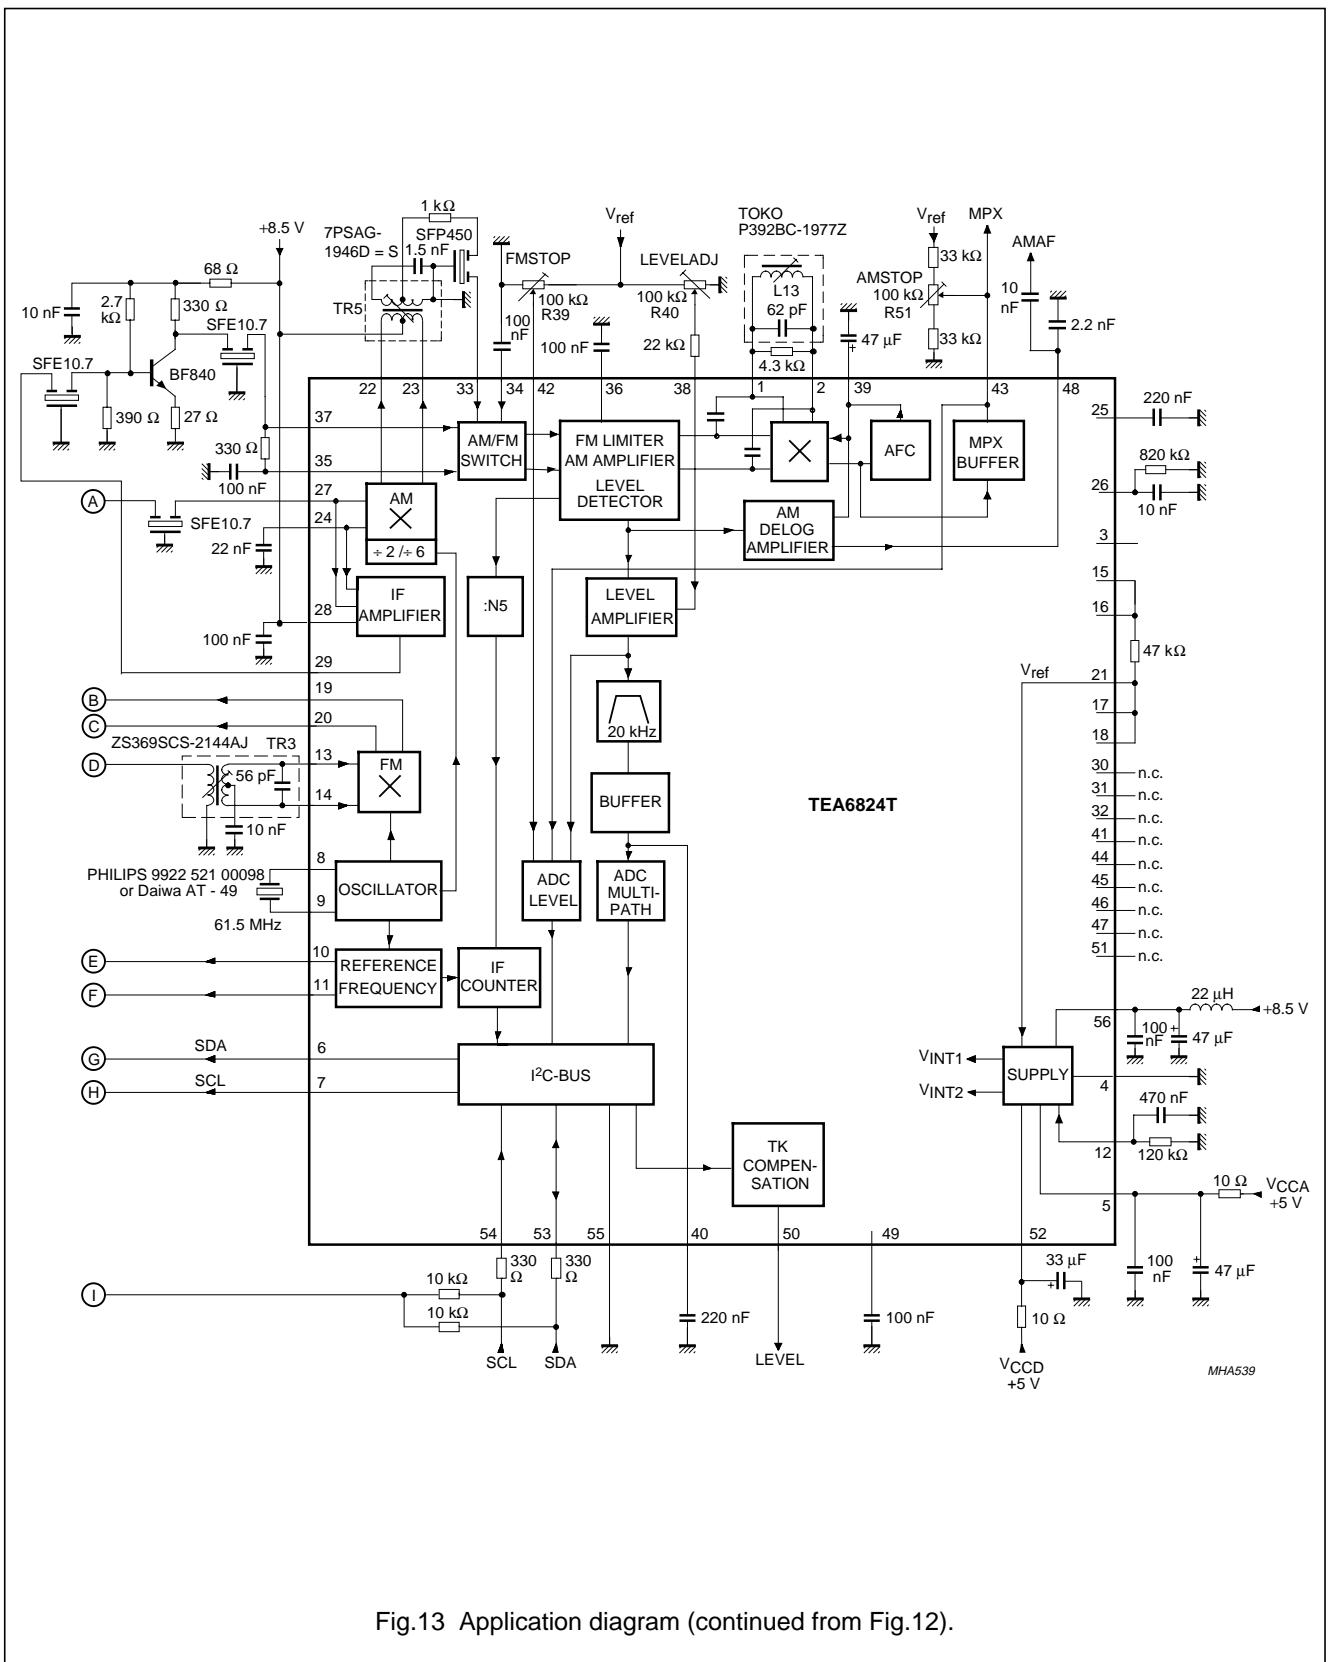 1 kΩ
+8.5 V
7PSAG-
1946D = S
1.5 nF
SFP450
FMSTOP
Vref
LEVELADJ
TOKO
P392BC-1977Z
Vref
MPX
AMAF
68 Ω
10 nF
2.7
kΩ
330 Ω
SFE10.7
SFE10.7
BF840
390 Ω
27 Ω
330 Ω
100 nF
TR5
100
nF
100 kΩ
R39
100 nF
100 kΩ
R40
22 kΩ
L13
62 pF
4.3 kΩ
47 μF
33 kΩ
AMSTOP
100 kΩ
R51
33 kΩ
10
nF
2.2 nF
22
23
33
34
42
36
38
1
2
39
43
48
37
35
27
24
28
29
19
20
13
14
8
9
10
11
6
7
AM/FM
SWITCH
FM LIMITER
AM AMPLIFIER
LEVEL
DETECTOR
AFC
MPX
BUFFER
AM
DELOG
AMPLIFIER
AM
÷ 2 /÷ 6
IF
AMPLIFIER
:N5
LEVEL
AMPLIFIER
20 kHz
BUFFER
TEA6824T
FM
OSCILLATOR
ADC
LEVEL
ADC
MULTI-
PATH
REFERENCE
FREQUENCY
IF
COUNTER
I2C-BUS
TK
COMPEN-
SATION
SUPPLY
Vref
VINT1
VINT2
A
SFE10.7
22 nF
100 nF
B
C
ZS369SCS-2144AJ
TR3
D
56 pF
10 nF
PHILIPS 9922 521 00098
or Daiwa AT - 49
61.5 MHz
E
F
G
SDA
H
SCL
I
25
220 nF
26
820 kΩ
10 nF
3
15
16
47 kΩ
21
17
18
30
n.c.
31
n.c.
32
n.c.
41
n.c.
44
n.c.
45
n.c.
46
n.c.
47
n.c.
51
n.c.
22 μH
+8.5 V
56
100
nF
47 μF
4
470 nF
12
120 kΩ
10 Ω
VCCA
+5 V
5
100
nF
47 μF
54
53
55
40
50
49
52
330
Ω
330
Ω
10 kΩ
10 kΩ
SCL
SDA
220 nF
LEVEL
100 nF
33 μF
10 Ω
VCCD
+5 V
MHA539
Fig.13 Application diagram (continued from Fig.12).